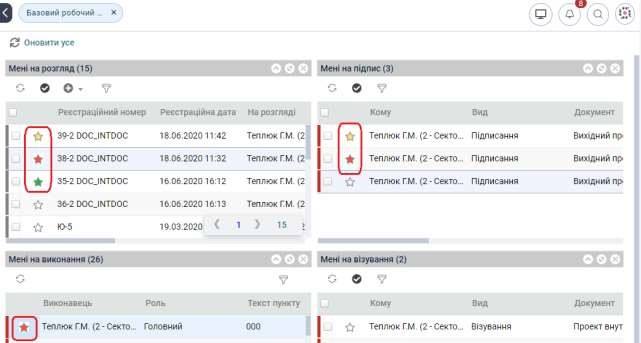 Базовий робочий ... ×
8
Оновити усе
Мені на розгляд (15)
Реєстраційний номер Реєстраційна дата На розгляді
39-2 DOC_INTDOC 18.06.2020 11:42 Теплюк Г.М. (2
38-2 DOC_INTDOC 18.06.2020 11:32 Теплюк Г.М. (2
35-2 DOC_INTDOC 16.06.2020 16:12 Теплюк Г.М. (2
36-2 DOC_INTDOC 16.06.2020 16:13 Теплюк Г.М. (2
Ю-5 19.03.2020
1 15
Мені на підпис (3)
Кому Вид Документ
Теплюк Г.М. (2 - Секто... Підписання Вихідний пр
Теплюк Г.М. (2 - Секто... Підписання Вихідний пр
Теплюк Г.М. (2 - Секто... Підписання Вихідний пр
Мені на виконання (26)
Виконавець Роль Текст пункту
Теплюк Г.М. (2 - Секто... Головний 000
Мені на візування (2)
Кому Вид Документ
Теплюк Г.М. (2 - Секто... Візування Проект внут